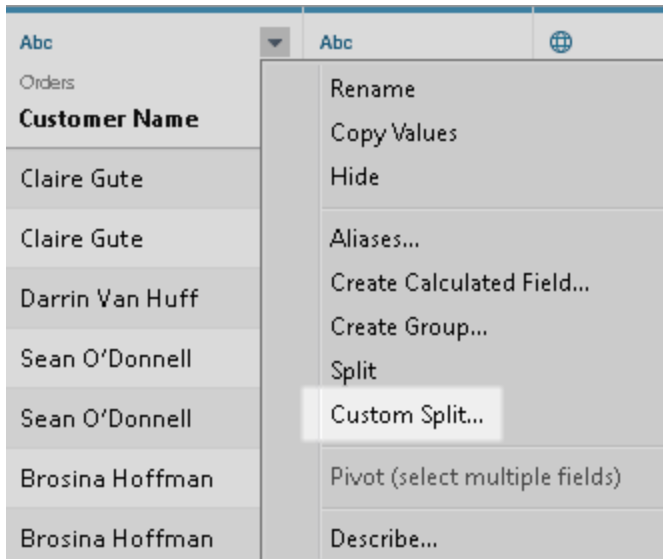 Abc
Abc
Orders
Customer Name
Claire Gute
Claire Gute
Darrin Van Huff
Sean O'Donnell
Sean O'Donnell
Brosina Hoffman
Brosina Hoffman
Rename
Copy Values
Hide
Aliases...
Create Calculated Field...
Create Group...
Split
Custom Split...
Pivot (select multiple fields)
Describe...